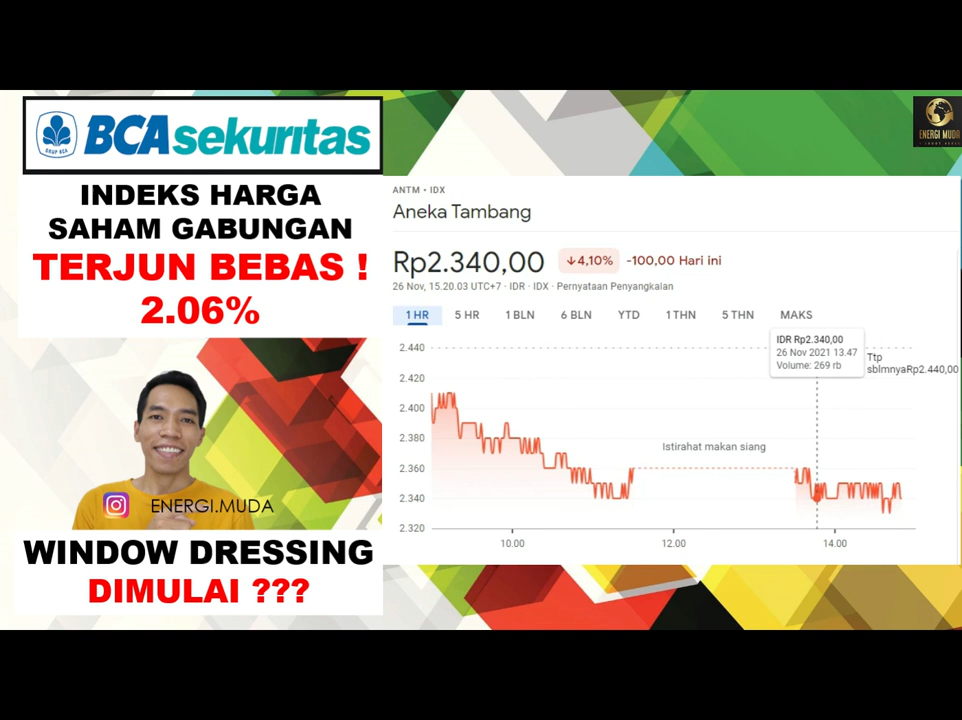 GRUP BCA
BCA sekuritas
INDEKS HARGA
SAHAM GABUNGAN
TERJUN BEBAS !
2.06%
ENERGI.MUDA
WINDOW DRESSING
DIMULAI ???
ENERGI MUDA
ANTM • IDX
Aneka Tambang
Rp2.340,00 ↓4,10% -100,00 Hari ini
26 Nov, 15.20.03 UTC+7 · IDR · IDX · Pernyataan Penyangkalan
1 HR 5 HR 1 BLN 6 BLN YTD 1 THN 5 THN MAKS
IDR Rp2.340,00
26 Nov 2021 13.47
Volume: 269 rb
Ttp
sblmnyaRp2.440,00
2.440
2.420
2.400
2.380
2.360
2.340
2.320
Istirahat makan siang
10.00 12.00 14.00